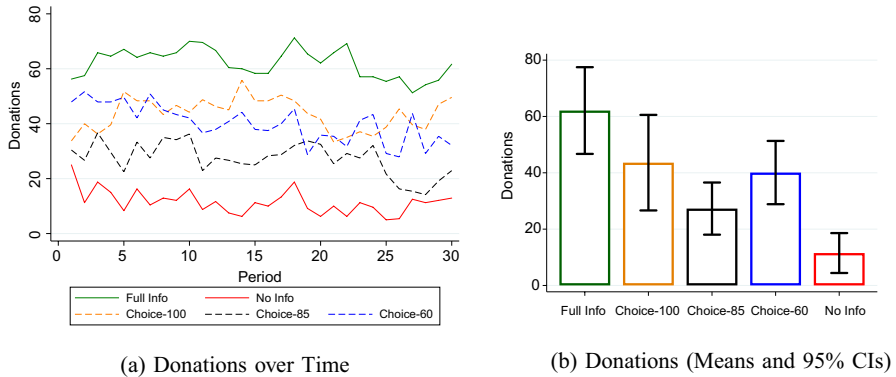 80
60
40
20
0
Donations
0 5 10 15 20 25 30
Period
Full Info No Info
Choice-100 Choice-85 Choice-60
(a) Donations over Time
80
60
40
20
0
Donations
Full Info Choice-100 Choice-85 Choice-60 No Info
(b) Donations (Means and 95% CIs)